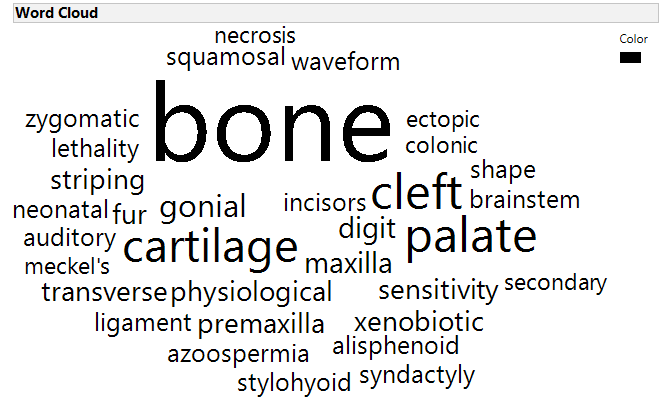 Word Cloud
necrosis
Color
squamosal waveform
bone
zygomatic ectopic
lethality colonic
striping shape
incisors cleft brainstem
neonatal fur gonial
auditory cartilage digit palate
meckel's maxilla
transverse physiological sensitivity secondary
ligament premaxilla xenobiotic
azoospermia alisphenoid
stylohyoid syndactyly